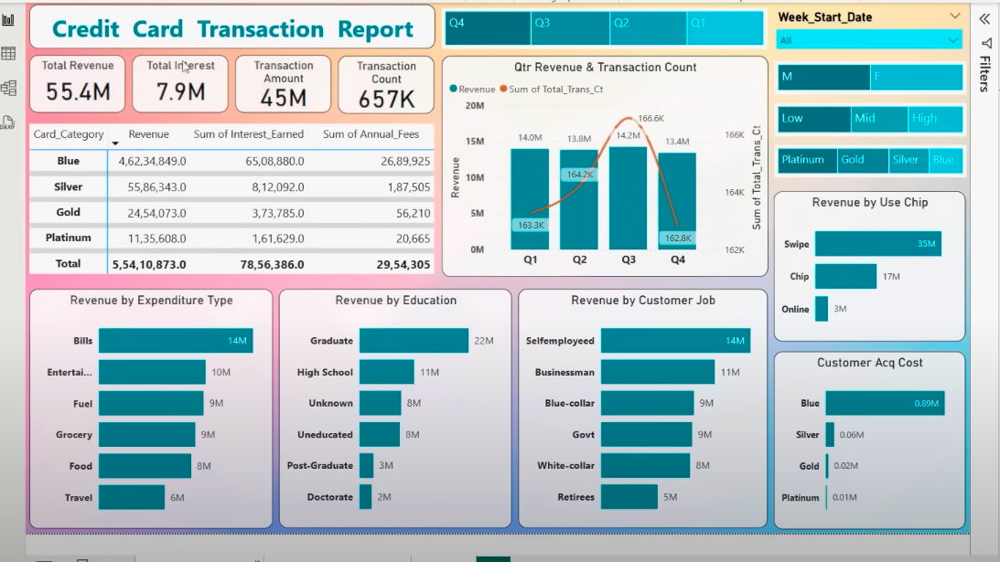 Credit Card Transaction Report
Q4 Q3 Q2 Q1
Week_Start_Date
All
Filters
Total Revenue
55.4M
Total Interest
7.9M
Transaction
Amount
45M
Transaction
Count
657K
M F
Low Mid High
Platinum Gold Silver Blue
Card_Category Revenue Sum of Interest_Earned Sum of Annual_Fees
Blue 4,62,34,849.0 65,08,880.0 26,89,925
Silver 55,86,343.0 8,12,092.0 1,87,505
Gold 24,54,073.0 3,73,785.0 56,210
Platinum 11,35,608.0 1,61,629.0 20,665
Total 5,54,10,873.0 78,56,386.0 29,54,305
Qtr Revenue & Transaction Count
Revenue Sum of Total_Trans_Ct
20M
15M
10M
5M
0M
Revenue
14.0M 13.8M 14.2M 13.4M
163.3K 164.2K 166.6K 162.8K
Q1 Q2 Q3 Q4
166K
164K
162K
Sum of Total_Trans_Ct
Revenue by Use Chip
Swipe 35M
Chip 17M
Online 3M
Revenue by Expenditure Type
Bills 14M
Entertai... 10M
Fuel 9M
Grocery 9M
Food 8M
Travel 6M
Revenue by Education
Graduate 22M
High School 11M
Unknown 8M
Uneducated 8M
Post-Graduate 3M
Doctorate 2M
Revenue by Customer Job
Selfemployeed 14M
Businessman 11M
Blue-collar 9M
Govt 9M
White-collar 8M
Retirees 5M
Customer Acq Cost
Blue 0.89M
Silver 0.06M
Gold 0.02M
Platinum 0.01M